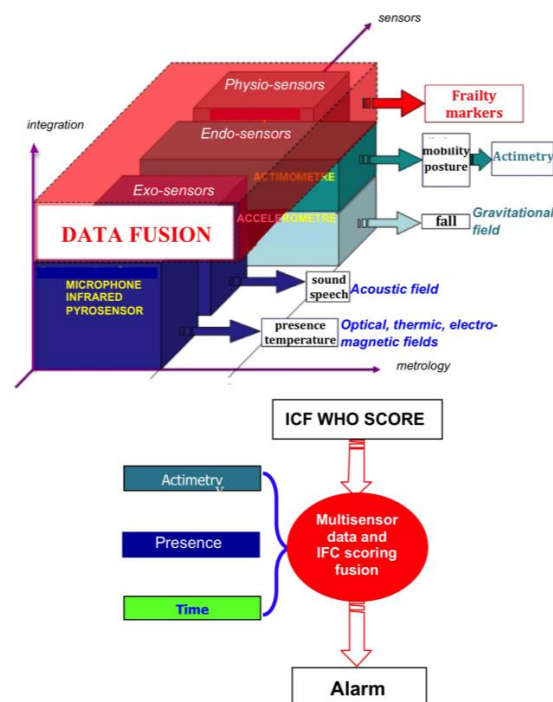 sensors
Physio-sensors
integration
Frailty
markers
Endo-sensors
mobility
posture
Actimetry
ACTIMOMETRE
Exo-sensors
ACCELEROMETRE
fall
Gravitational
field
DATA FUSION
MICROPHONE
INFRARED
PYROSENSOR
sound
speech
Acoustic field
presence
temperature
Optical, thermic, electro-
magnetic fields
metrology
ICF WHO SCORE
Actimetry
Presence
Time
Multisensor
data and
IFC scoring
fusion
Alarm